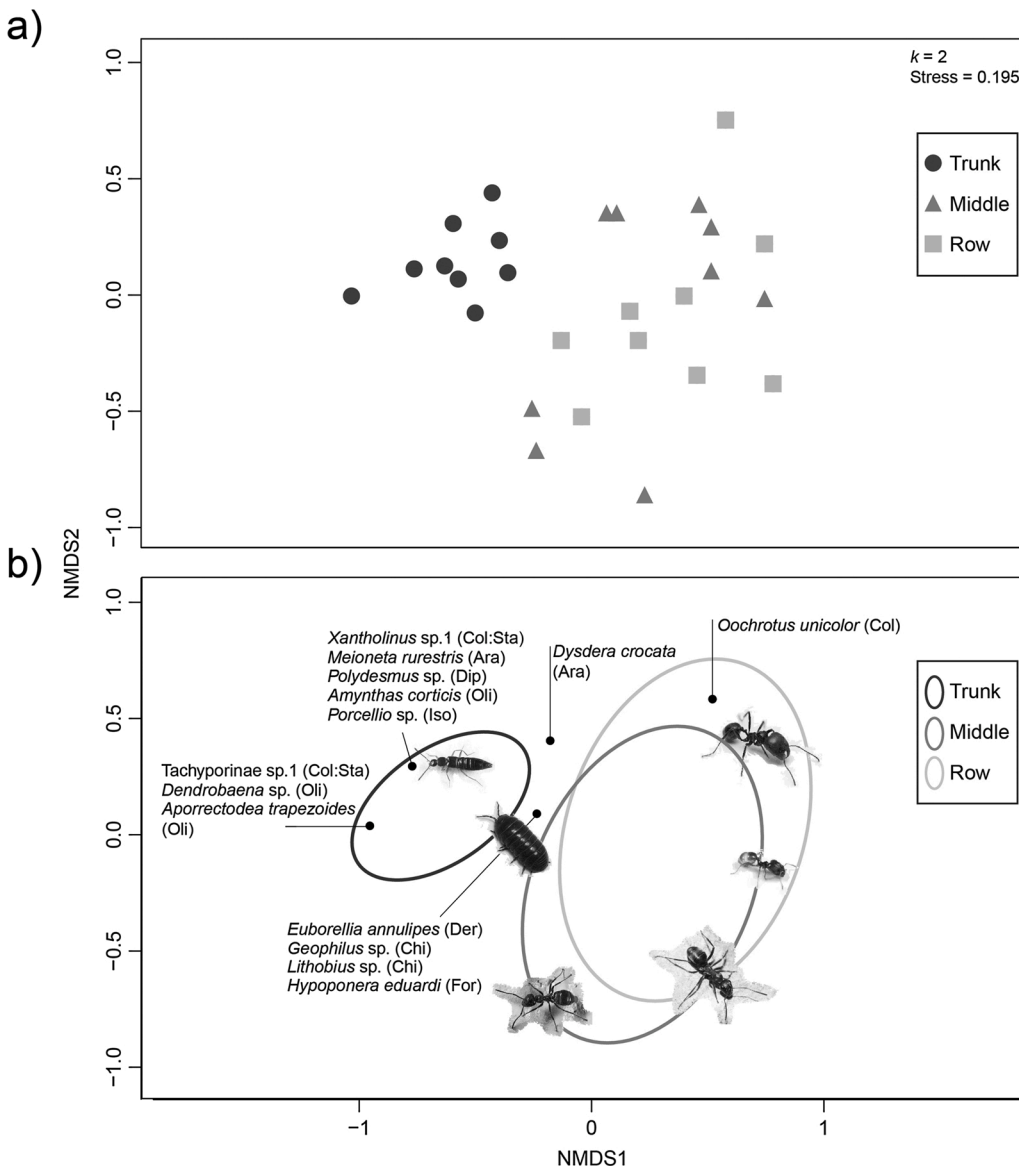 a)
1.0
0.5
0.0
−0.5
−1.0
k = 2
Stress = 0.195
Trunk
Middle
Row
NMDS2
b)
1.0
0.5
0.0
−0.5
−1.0
Xantholinus sp.1 (Col:Sta)
Meioneta rurestris (Ara)
Polydesmus sp. (Dip)
Amynthas corticis (Oli)
Porcellio sp. (Iso)
Dysdera crocata
(Ara)
Oochrotus unicolor (Col)
Trunk
Middle
Row
Tachyporinae sp.1 (Col:Sta)
Dendrobaena sp. (Oli)
Aporrectodea trapezoides
(Oli)
Euborellia annulipes (Der)
Geophilus sp. (Chi)
Lithobius sp. (Chi)
Hypoponera eduardi (For)
−1
0
1
NMDS1